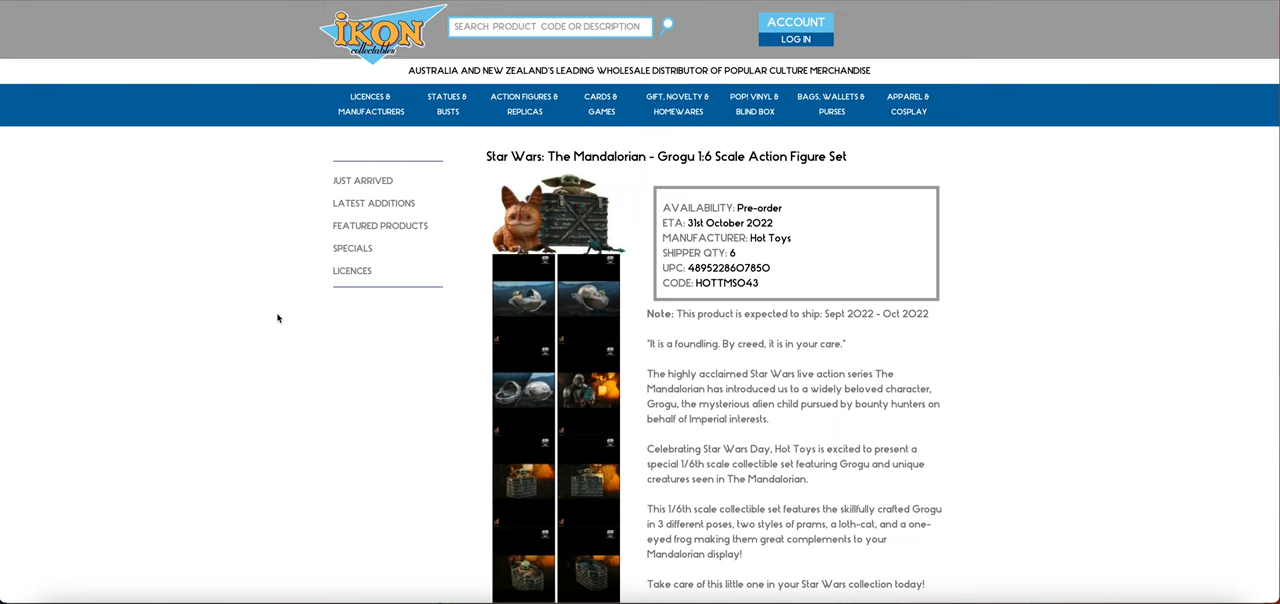 iKON
collectables
SEARCH PRODUCT CODE OR DESCRIPTION
ACCOUNT
LOG IN
AUSTRALIA AND NEW ZEALAND'S LEADING WHOLESALE DISTRIBUTOR OF POPULAR CULTURE MERCHANDISE
LICENCES &
MANUFACTURERS
STATUES &
BUSTS
ACTION FIGURES &
REPLICAS
CARDS &
GAMES
GIFT, NOVELTY &
HOMEWARES
POP! VINYL &
BLIND BOX
BAGS, WALLETS &
PURSES
APPAREL &
COSPLAY
JUST ARRIVED
LATEST ADDITIONS
FEATURED PRODUCTS
SPECIALS
LICENCES
Star Wars: The Mandalorian - Grogu 1:6 Scale Action Figure Set
AVAILABILITY: Pre-order
ETA: 31st October 2022
MANUFACTURER: Hot Toys
SHIPPER QTY: 6
UPC: 4895228607850
CODE: HOTTMS043
Note: This product is expected to ship: Sept 2022 - Oct 2022
"It is a foundling. By creed, it is in your care."
The highly acclaimed Star Wars live action series The
Mandalorian has introduced us to a widely beloved character,
Grogu, the mysterious alien child pursued by bounty hunters on
behalf of Imperial interests.
Celebrating Star Wars Day, Hot Toys is excited to present a
special 1/6th scale collectible set featuring Grogu and unique
creatures seen in The Mandalorian.
This 1/6th scale collectible set features the skillfully crafted Grogu
in 3 different poses, two styles of prams, a loth-cat, and a one-
eyed frog making them great complements to your
Mandalorian display!
Take care of this little one in your Star Wars collection today!